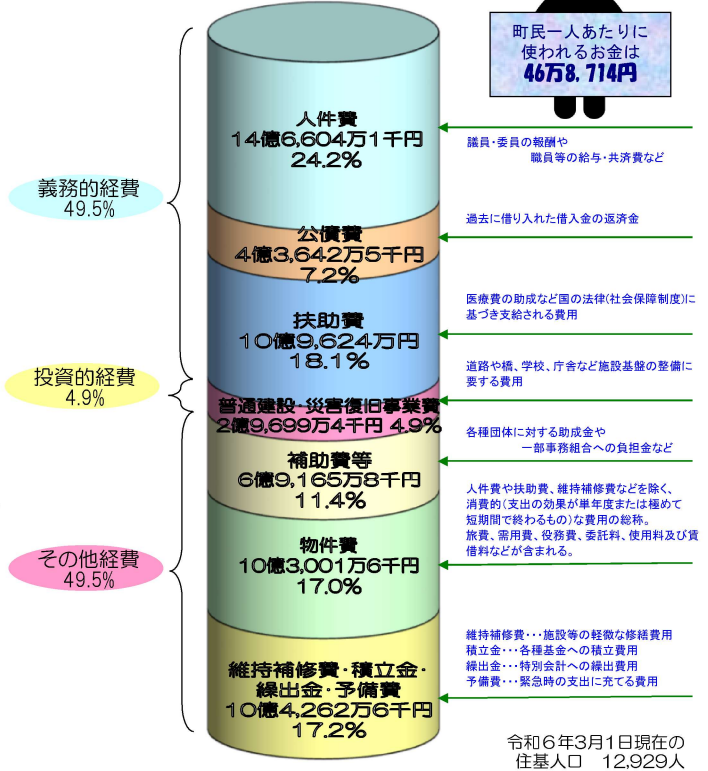 町民一人あたりに
使われるお金は
46万8,714円
人件費
14億6,604万1千円
24.2%
議員・委員の報酬や
職員等の給与・共済費など
義務的経費
49.5%
公債費
4億3,642万5千円
7.2%
過去に借り入れた借入金の返済金
扶助費
10億9,624万円
18.1%
医療費の助成など国の法律(社会保障制度)に
基づき支給される費用
投資的経費
4.9%
普通建設・災害復旧事業費
2億9,699万4千円 4.9%
道路や橋、学校、庁舎など施設基盤の整備に
要する費用
補助費等
6億9,165万8千円
11.4%
各種団体に対する助成金や
一部事務組合への負担金など
その他経費
49.5%
物件費
10億3,001万6千円
17.0%
人件費や扶助費、維持補修費などを除く、
消費的(支出の効果が単年度または極めて
短期間で終わるもの)な費用の総称。
旅費、需用費、役務費、委託料、使用料及び賃
借料などが含まれる。
維持補修費・積立金・
繰出金・予備費
10億4,262万6千円
17.2%
維持補修費・・・施設等の軽微な修繕費用
積立金・・・各種基金への積立費用
繰出金・・・特別会計への繰出費用
予備費・・・緊急時の支出に充てる費用
令和6年3月1日現在の
住基人口 12,929人